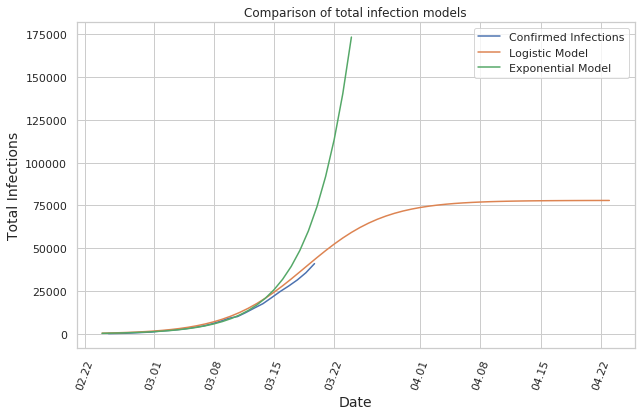 Comparison of total infection models
Confirmed Infections
Logistic Model
Exponential Model
Total Infections
175000
150000
125000
100000
75000
50000
25000
0
02.22
03.01
03.08
03.15
03.22
04.01
04.08
04.15
04.22
Date